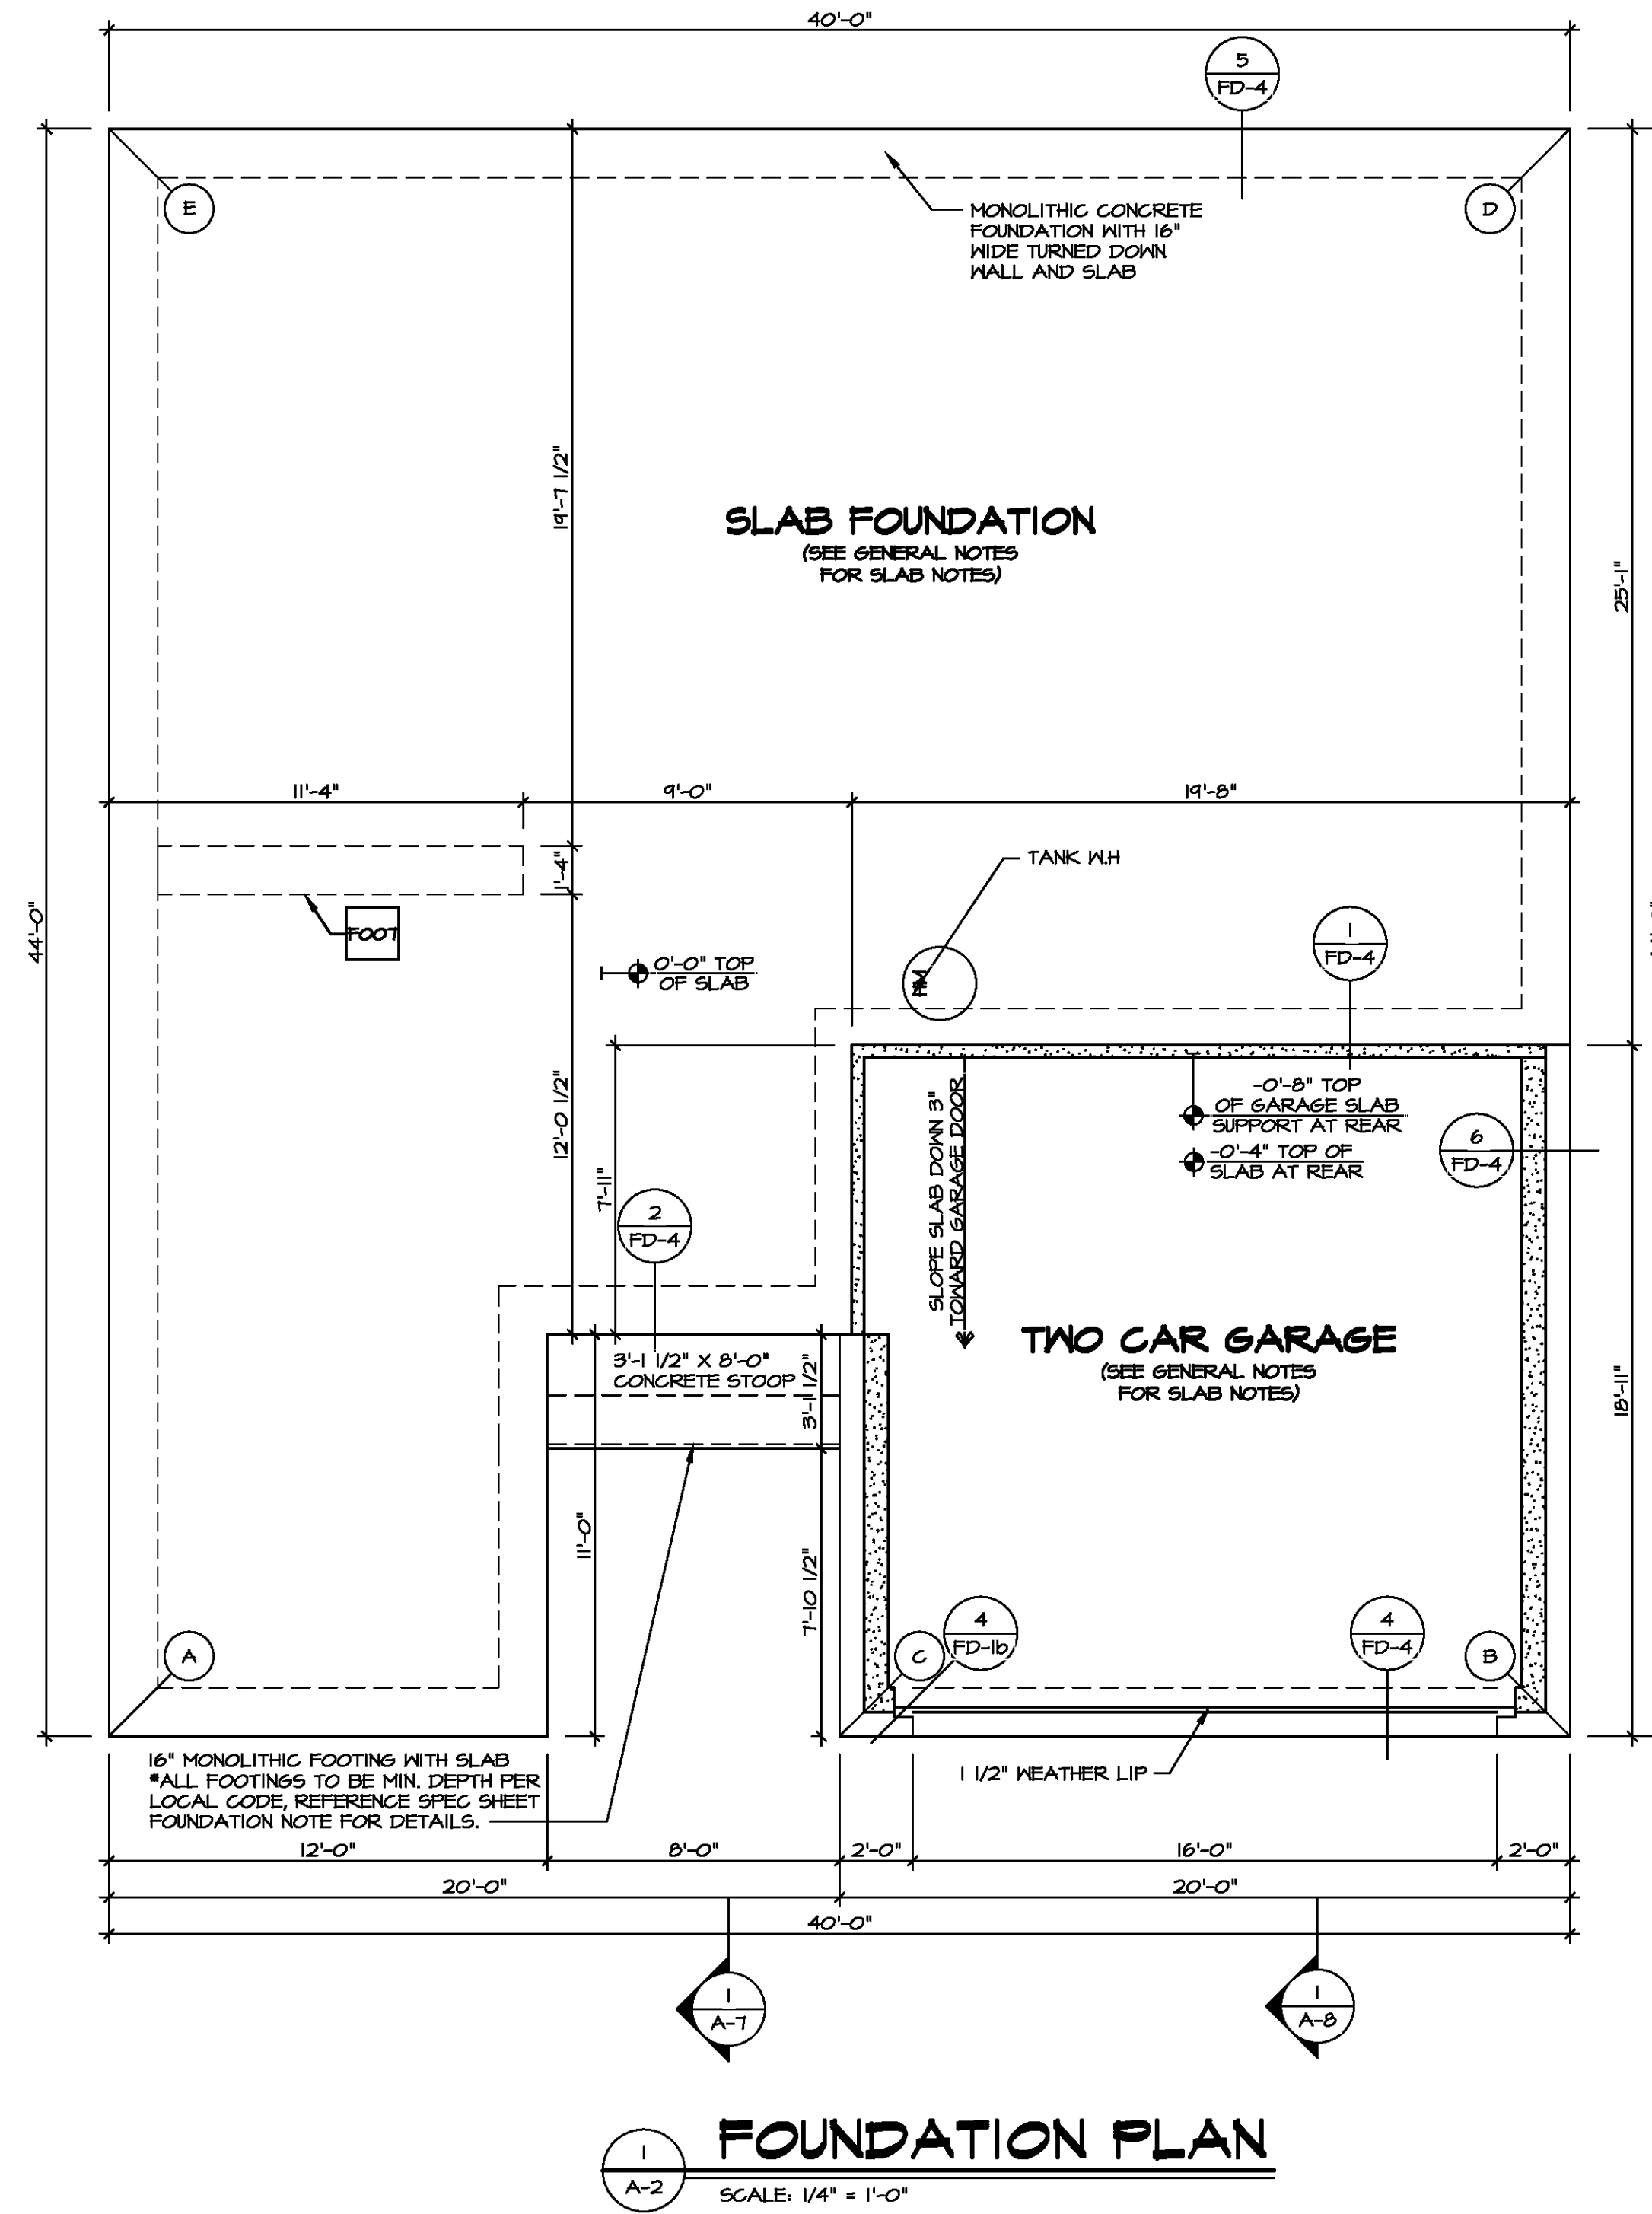 40'-0"
5
FD-4
E
D
MONOLITHIC CONCRETE
FOUNDATION WITH 16"
WIDE TURNED DOWN
WALL AND SLAB
19'-7 1/2"
SLAB FOUNDATION
(SEE GENERAL NOTES
FOR SLAB NOTES)
25'-1"
11'-4"
9'-0"
19'-8"
TANK W.H
1'-4"
44'-0"
F007
0'-0" TOP
OF SLAB
1
FD-4
12'-0 1/2"
7'-11"
SLOPE SLAB DOWN 3"
TOWARD GARAGE DOOR
-0'-8" TOP
OF GARAGE SLAB
SUPPORT AT REAR
-0'-4" TOP OF
SLAB AT REAR
6
FD-4
2
FD-4
TWO CAR GARAGE
(SEE GENERAL NOTES
FOR SLAB NOTES)
3'-1 1/2" X 8'-0"
CONCRETE STOOP
3'-1 1/2"
18'-11"
11'-0"
7'-10 1/2"
A
C
4
FD-1b
4
FD-4
B
16" MONOLITHIC FOOTING WITH SLAB
*ALL FOOTINGS TO BE MIN. DEPTH PER
LOCAL CODE, REFERENCE SPEC SHEET
FOUNDATION NOTE FOR DETAILS.
1 1/2" WEATHER LIP
12'-0"
8'-0"
2'-0"
16'-0"
2'-0"
20'-0"
20'-0"
40'-0"
1
A-7
1
A-8
1
A-2
FOUNDATION PLAN
SCALE: 1/4" = 1'-0"